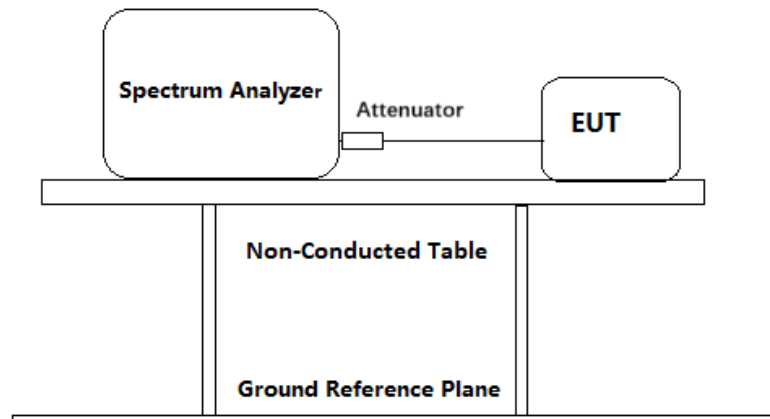 Spectrum Analyzer
Attenuator
EUT
Non-Conducted Table
Ground Reference Plane